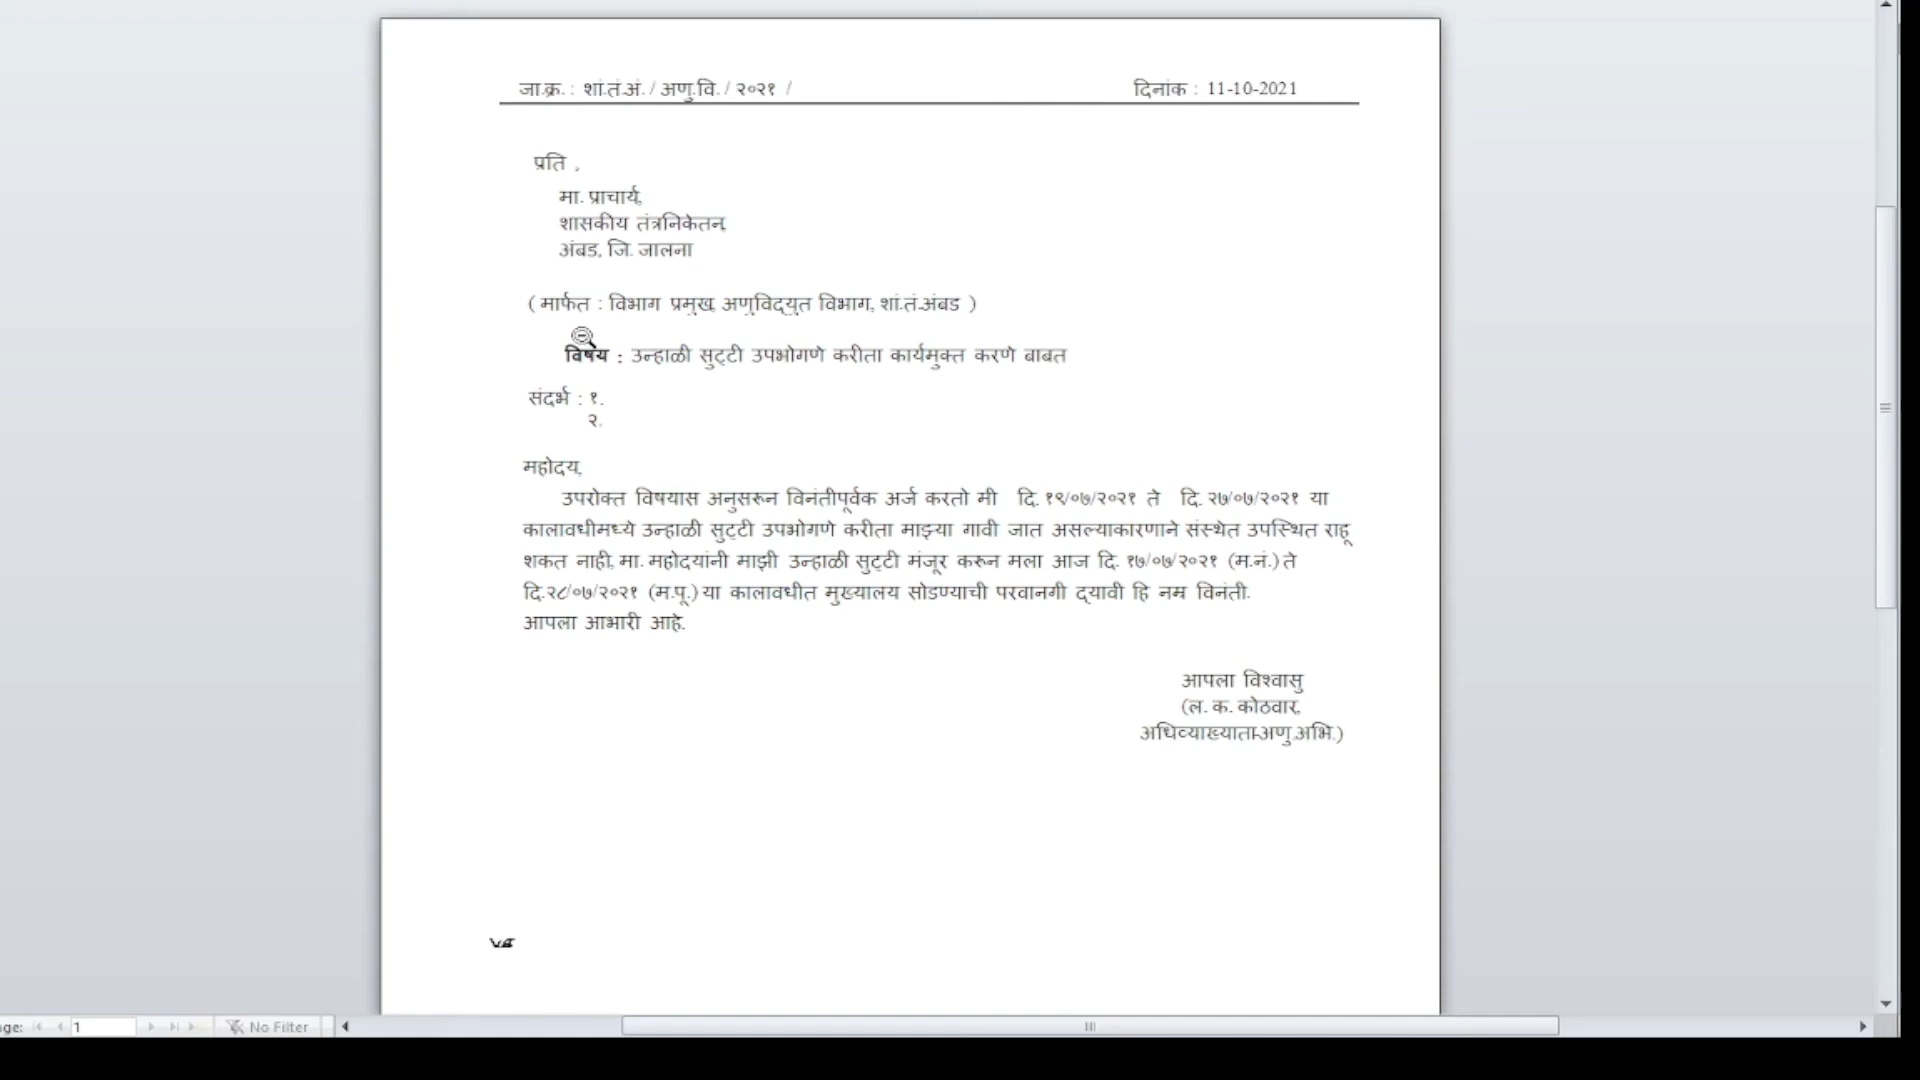 जा.क्र. : शां.तं.अं. / अणु.वि. / २०२१ / दिनांक : 11-10-2021
प्रति ,
मा. प्राचार्य,
शासकीय तंत्रनिकेतन,
अंबड, जि. जालना
( मार्फत : विभाग प्रमुख, अणुविद्युत विभाग, शां.तं.अंबड )
विषय : उन्हाळी सुट्टी उपभोगणे करीता कार्यमुक्त करणे बाबत
संदर्भ : १.
२.
महोदय,
उपरोक्त विषयास अनुसरून विनंतीपूर्वक अर्ज करतो मी दि. १९/०७/२०२१ ते दि. २७/०७/२०२१ या
कालावधीमध्ये उन्हाळी सुट्टी उपभोगणे करीता माझ्या गावी जात असल्याकारणाने संस्थेत उपस्थित राहू
शकत नाही, मा. महोदयांनी माझी उन्हाळी सुट्टी मंजूर करून मला आज दि. १७/०७/२०२१ (म.नं.) ते
दि.२८/०७/२०२१ (म.पू.) या कालावधीत मुख्यालय सोडण्याची परवानगी द्यावी हि नम्र विनंती.
आपला आभारी आहे.
आपला विश्वासु
(ल. क. कोठवार,
अधिव्याख्याता-अणु.अभि.)
ge: 1 No Filter